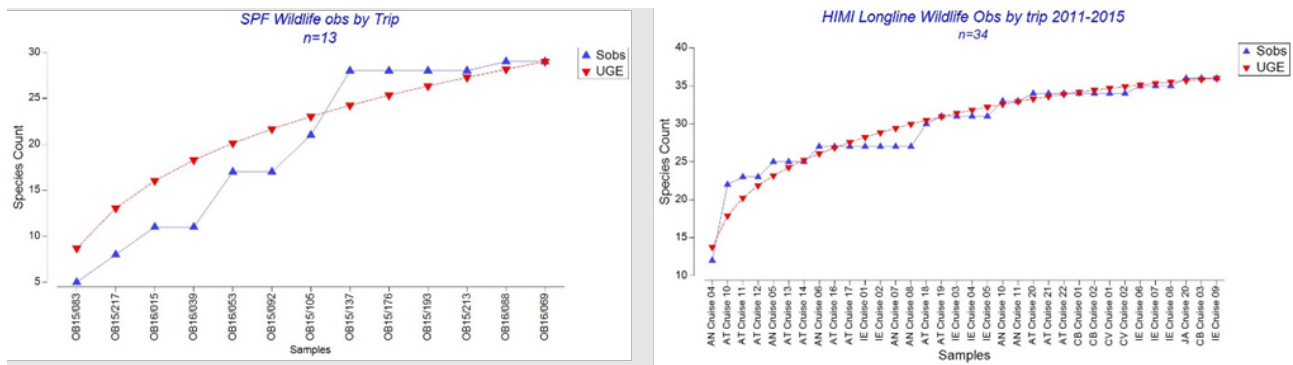 SPF Wildlife obs by Trip
n=13
Sobs
UGE
30
25
20
15
10
5
Species Count
OB15/083
OB15/217
OB16/015
OB16/039
OB16/053
OB15/092
OB15/105
OB15/137
OB15/176
OB15/193
OB15/213
OB16/088
OB16/069
Samples
HIMI Longline Wildlife Obs by trip 2011-2015
n=34
Sobs
UGE
40
35
30
25
20
15
10
Species Count
AN Cruise 04
AT Cruise 10
AT Cruise 11
AT Cruise 12
AN Cruise 05
AT Cruise 13
AT Cruise 14
AN Cruise 06
AT Cruise 16
AT Cruise 17
IE Cruise 01
IE Cruise 02
AN Cruise 07
AN Cruise 08
AT Cruise 18
AT Cruise 19
IE Cruise 03
IE Cruise 04
IE Cruise 05
AN Cruise 10
AN Cruise 11
AT Cruise 20
AT Cruise 21
AT Cruise 22
CB Cruise 01
CB Cruise 02
CV Cruise 01
CV Cruise 02
IE Cruise 06
IE Cruise 07
IE Cruise 08
JA Cruise 20
CB Cruise 03
IE Cruise 09
Samples